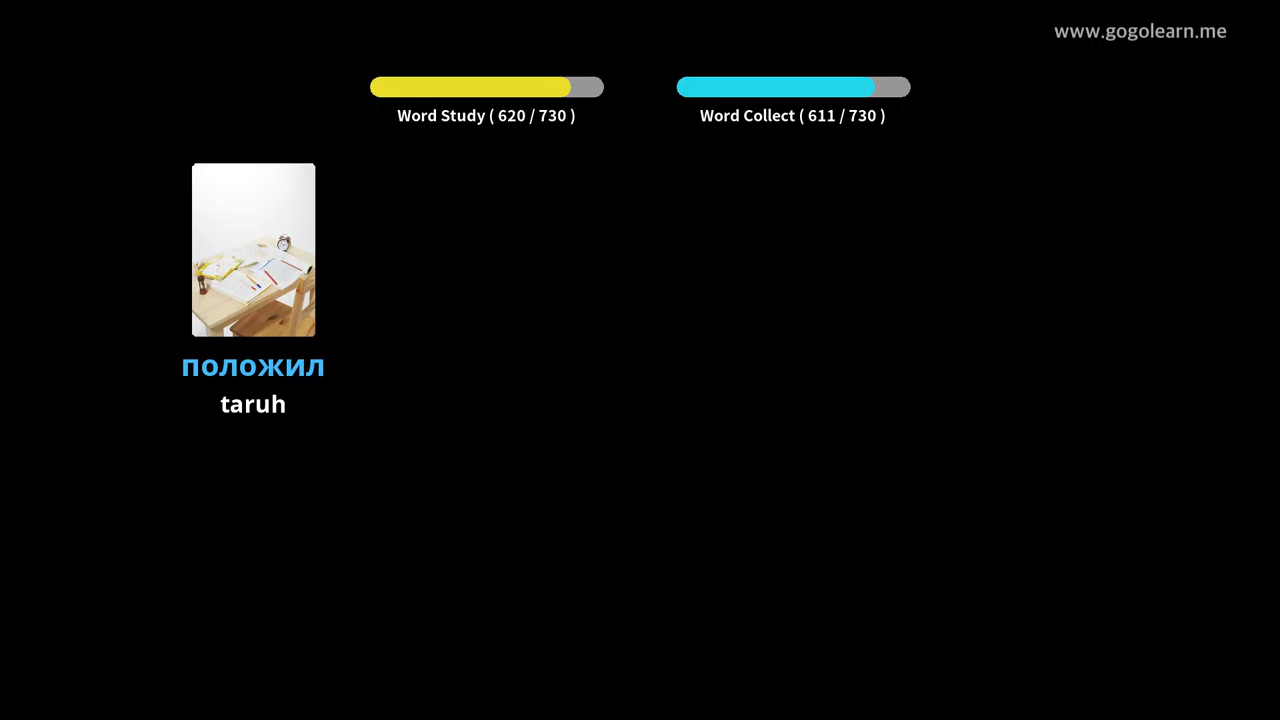 www.gogolearn.me
Word Study ( 620 / 730 )
Word Collect ( 611 / 730 )
положил
taruh